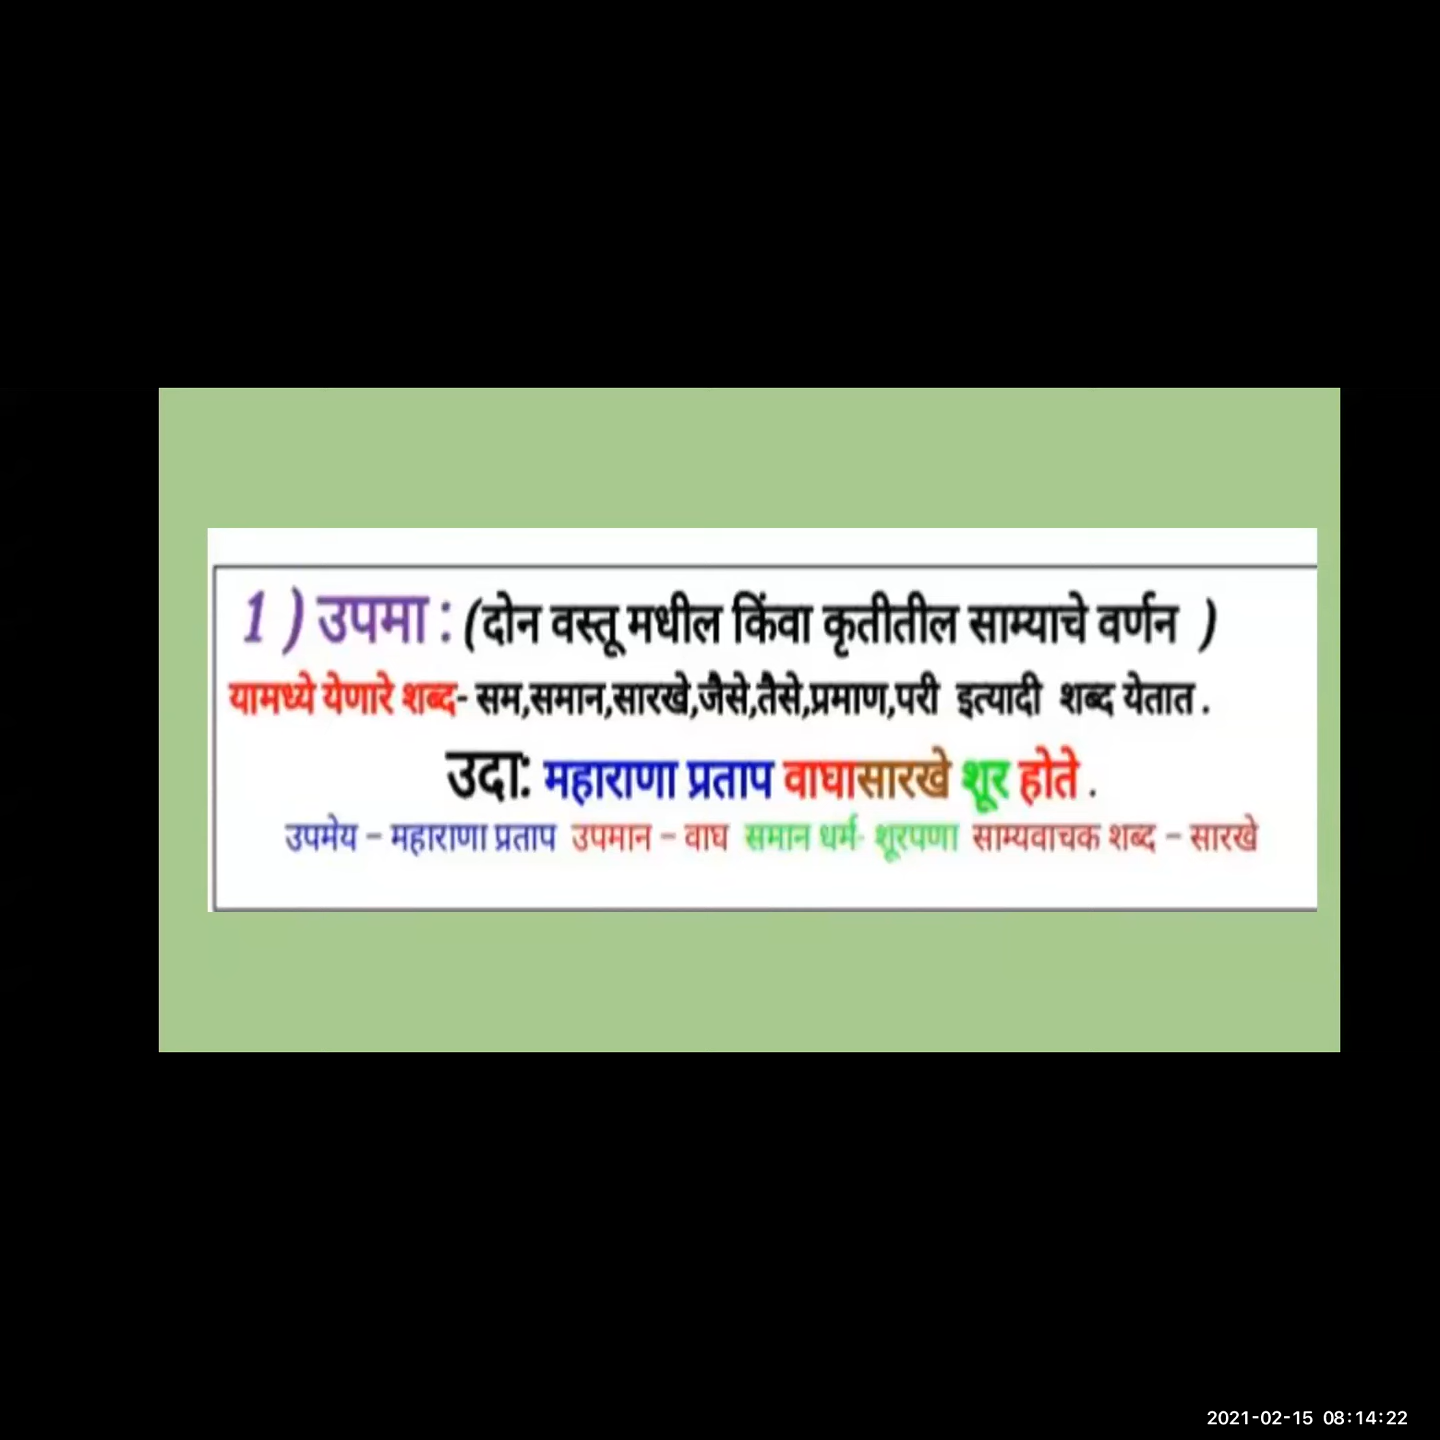 1 ) उपमा : (दोन वस्तू मधील किंवा कृतीतील साम्याचे वर्णन )
यामध्ये येणारे शब्द- सम,समान,सारखे,जैसे,तैसे,प्रमाण,परी इत्यादी शब्द येतात .
उदा: महाराणा प्रताप वाघासारखे शूर होते .
उपमेय – महाराणा प्रताप उपमान – वाघ समान धर्म- शूरपणा साम्यवाचक शब्द – सारखे
2021-02-15 08:14:22